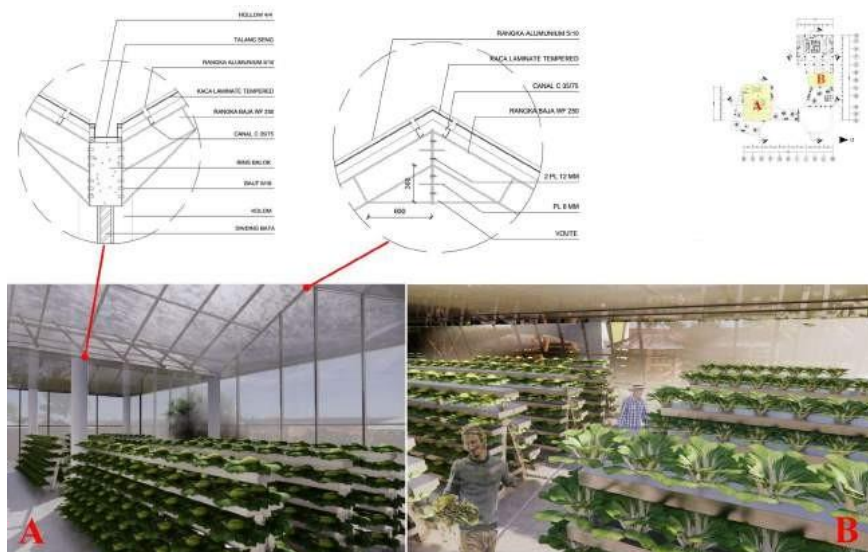 HOLLOW 4/4
TALANG SENG
RANGKA ALUMUNIUM 5/10
KACA LAMINATE TEMPERED
RANGKA BAJA WF 250
CANAL C 35/75
RING BALOK
BAUT 5/16
KOLOM
DINDING BATA
RANGKA ALUMUNIUM 5/10
KACA LAMINATE TEMPERED
CANAL C 35/75
RANGKA BAJA WF 250
2 PL 12 MM
PL 8 MM
VOUTE
600
A
B
A
B